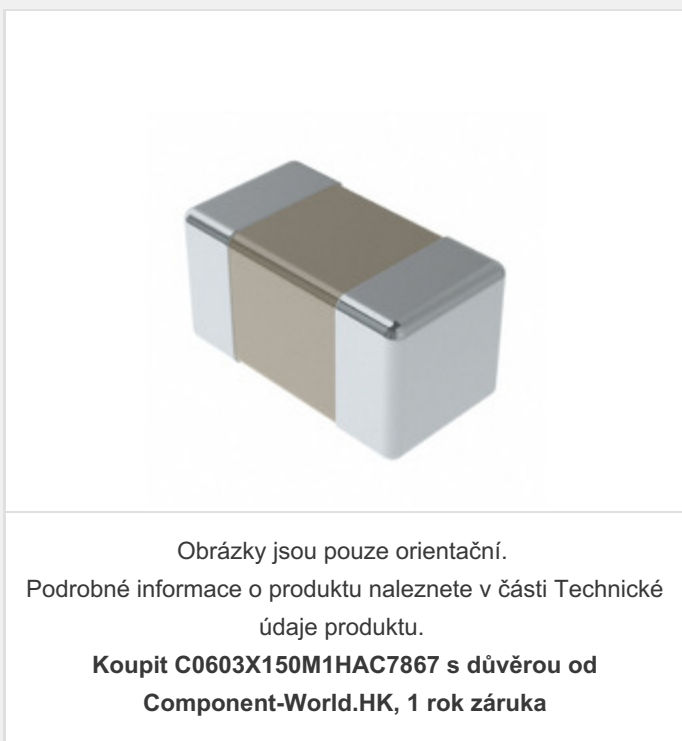 Obrázky jsou pouze orientační.
Podrobné informace o produktu naleznete v části Technické
údaje produktu.
Koupit C0603X150M1HAC7867 s důvěrou od
Component-World.HK, 1 rok záruka